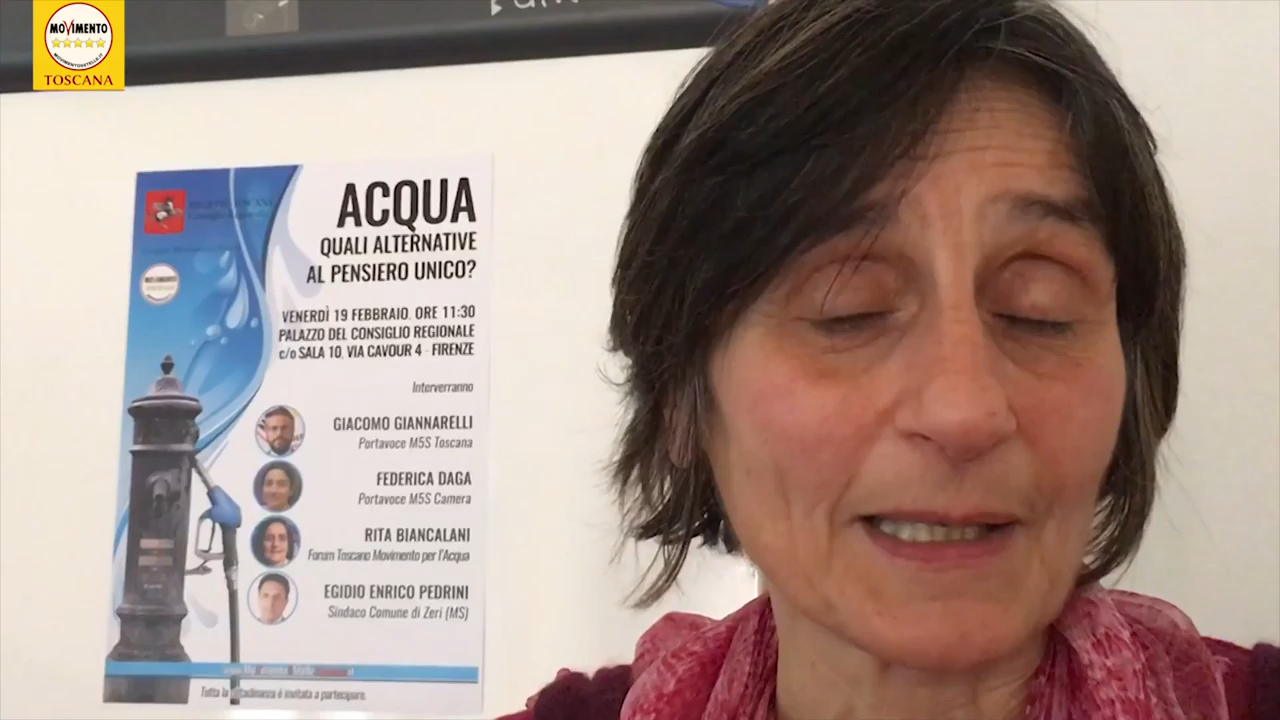 MOVIMENTO
MOVIMENTO5STELLE.IT
TOSCANA
ACQUA
QUALI ALTERNATIVE
AL PENSIERO UNICO?
VENERDÌ 19 FEBBRAIO, ORE 11:30
PALAZZO DEL CONSIGLIO REGIONALE
c/o SALA 10, VIA CAVOUR 4 - FIRENZE
Interverranno
GIACOMO GIANNARELLI
Portavoce M5S Toscana
FEDERICA DAGA
Portavoce M5S Camera
RITA BIANCALANI
Forum Toscano Movimento per l'Acqua
EGIDIO ENRICO PEDRINI
Sindaco Comune di Zeri (MS)
Tutta la cittadinanza è invitata a partecipare.